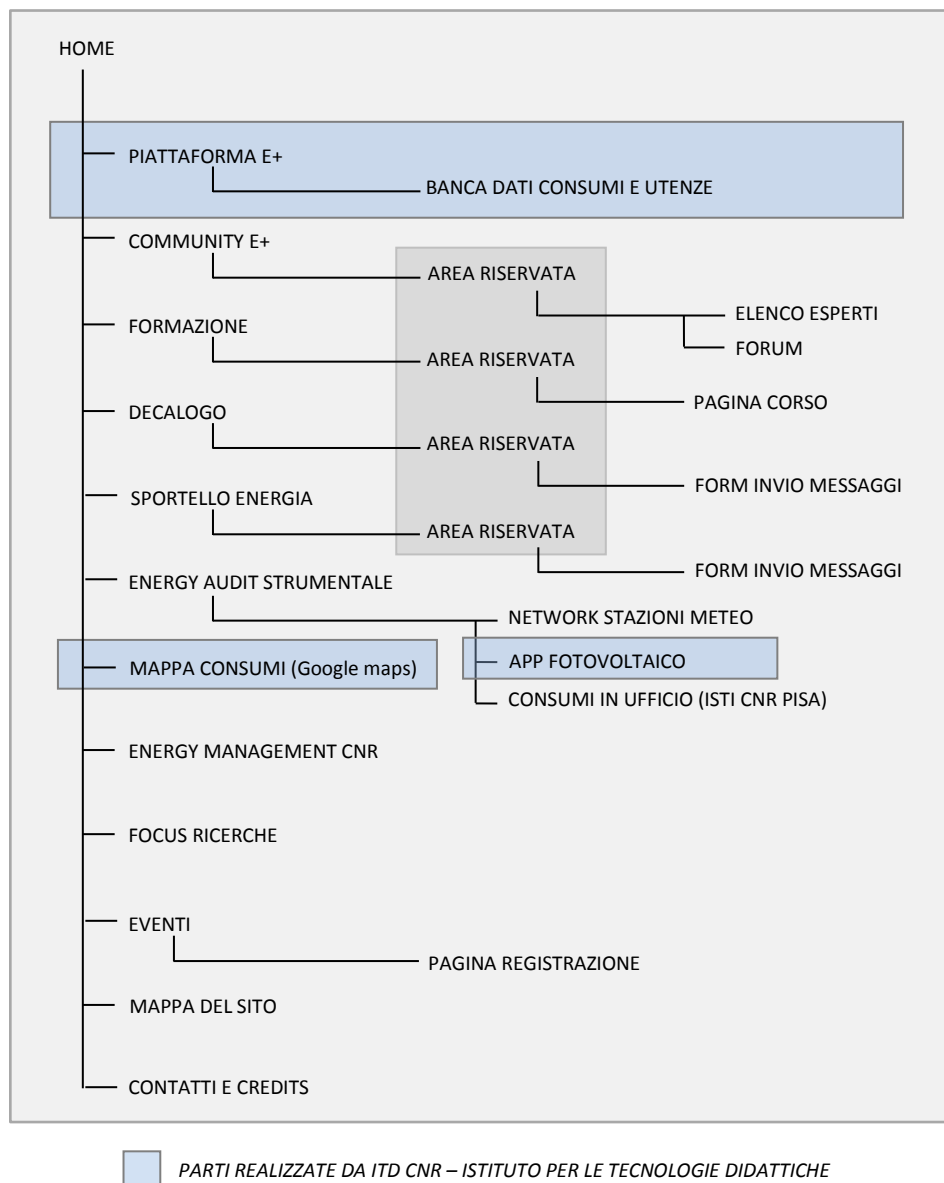 HOME
PIATTAFORMA E+
BANCA DATI CONSUMI E UTENZE
COMMUNITY E+
AREA RISERVATA
ELENCO ESPERTI
FORUM
FORMAZIONE
AREA RISERVATA
PAGINA CORSO
DECALOGO
AREA RISERVATA
FORM INVIO MESSAGGI
SPORTELLO ENERGIA
AREA RISERVATA
FORM INVIO MESSAGGI
ENERGY AUDIT STRUMENTALE
NETWORK STAZIONI METEO
APP FOTOVOLTAICO
CONSUMI IN UFFICIO (ISTI CNR PISA)
MAPPA CONSUMI (Google maps)
ENERGY MANAGEMENT CNR
FOCUS RICERCHE
EVENTI
PAGINA REGISTRAZIONE
MAPPA DEL SITO
CONTATTI E CREDITS
PARTI REALIZZATE DA ITD CNR – ISTITUTO PER LE TECNOLOGIE DIDATTICHE